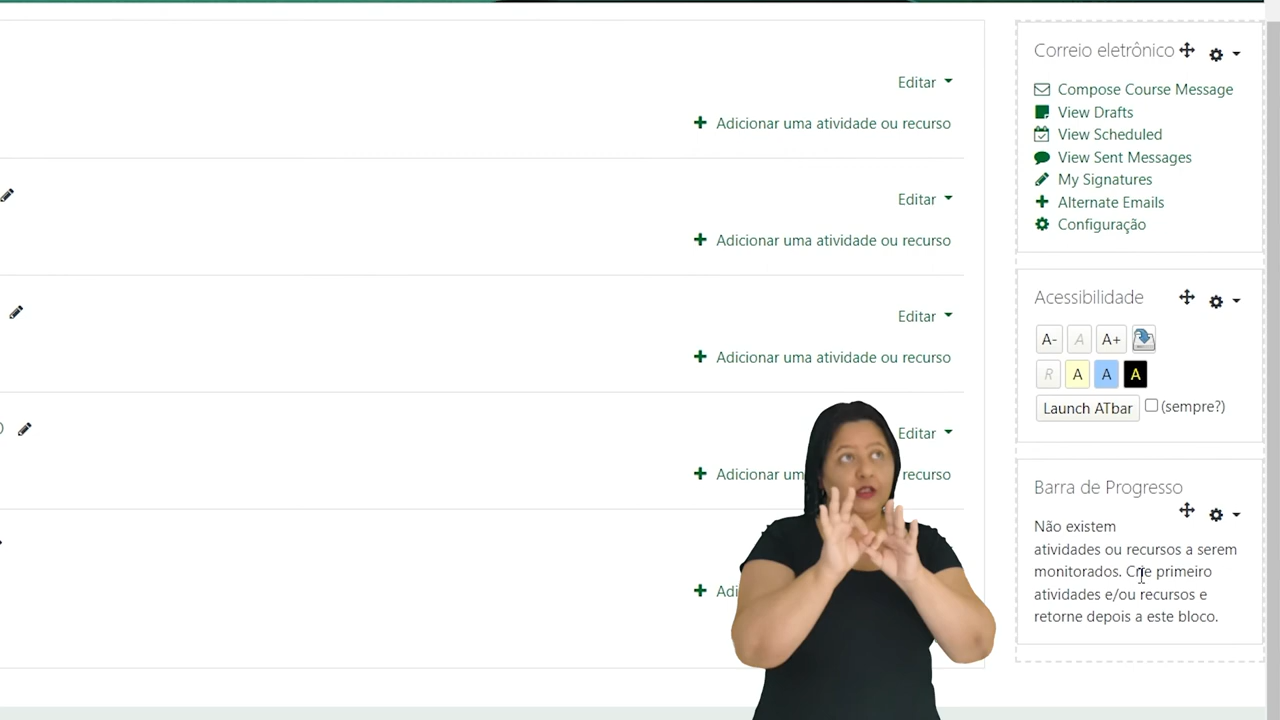 Editar
+ Adicionar uma atividade ou recurso
Editar
+ Adicionar uma atividade ou recurso
Editar
+ Adicionar uma atividade ou recurso
Editar
+ Adicionar um recurso
+ Adi
Correio eletrônico
Compose Course Message
View Drafts
View Scheduled
View Sent Messages
My Signatures
Alternate Emails
Configuração
Acessibilidade
A- A A+
R A A A
Launch ATbar (sempre?)
Barra de Progresso
Não existem
atividades ou recursos a serem
monitorados. Crie primeiro
atividades e/ou recursos e
retorne depois a este bloco.